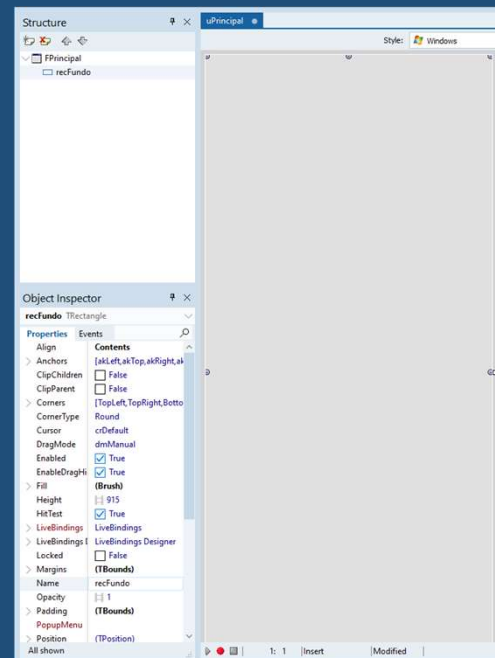 Structure
uPrincipal
Style: Windows
FPrincipal
recFundo
Object Inspector
recFundo TRectangle
Properties Events
Align Contents
Anchors [akLeft,akTop,akRight,ak
ClipChildren False
ClipParent False
Corners [TopLeft,TopRight,Botto
CornerType Round
Cursor crDefault
DragMode dmManual
Enabled True
EnableDragHi True
Fill (Brush)
Height 915
HitTest True
LiveBindings LiveBindings
LiveBindings D LiveBindings Designer
Locked False
Margins (TBounds)
Name recFundo
Opacity 1
Padding (TBounds)
PopupMenu
Position (TPosition)
All shown
1: 1 Insert Modified